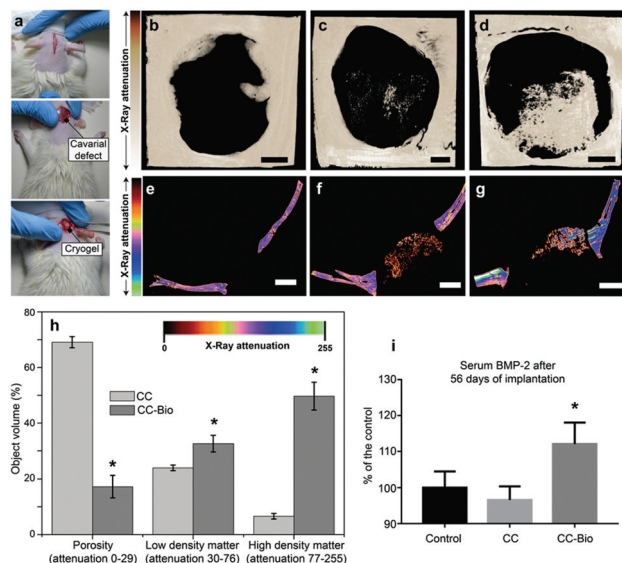 a
Cavarial
defect
Cryogel
X-Ray attenuation
b
c
d
X-Ray attenuation
e
f
g
h
0
255
X-Ray attenuation
CC
CC-Bio
Object volume (%)
80
60
40
20
0
*
*
*
Porosity
(attenuation 0-29)
Low density matter
(attenuation 30-76)
High density matter
(attenuation 77-255)
i
Serum BMP-2 after
56 days of implantation
% of the control
130
120
110
100
90
*
Control
CC
CC-Bio